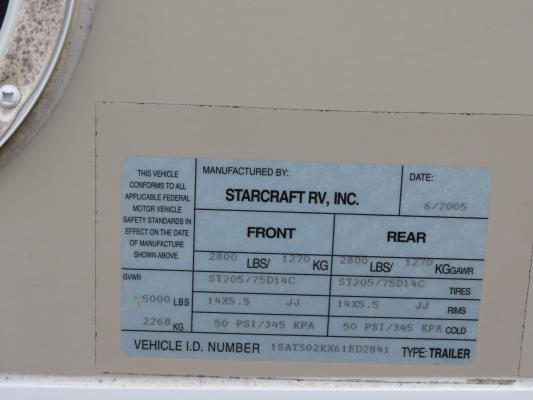 THIS VEHICLE
CONFORMS TO ALL
APPLICABLE FEDERAL
MOTOR VEHICLE
SAFETY STANDARDS IN
EFFECT ON THE DATE
OF MANUFACTURE
SHOWN ABOVE.
MANUFACTURED BY:
STARCRAFT RV, INC.
DATE:
6/2005
FRONT REAR
2800 LBS/ 1270 KG 2800 LBS/ 1270 KG GAWR
GVWR ST205/75D14C ST205/75D14C TIRES
5000 LBS 14X5.5 JJ 14X5.5 JJ RIMS
2268 KG 50 PSI/345 KPA 50 PSI/345 KPA COLD
VEHICLE I.D. NUMBER 1SATS02KX61ED2841 TYPE: TRAILER